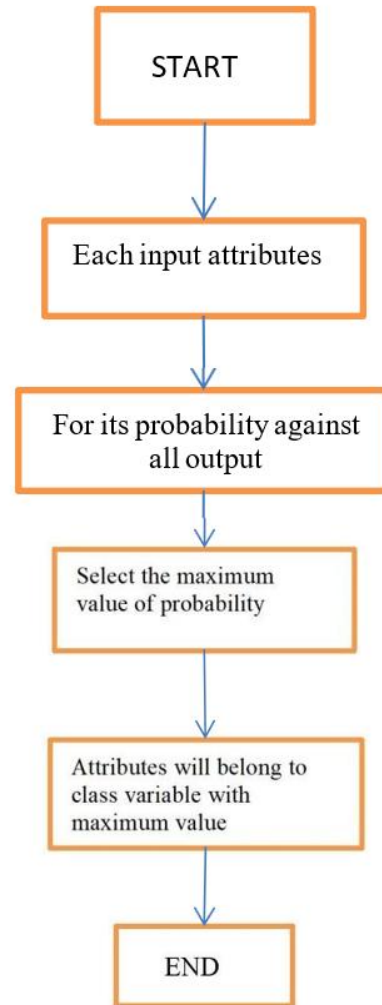 START
Each input attributes
For its probability against
all output
Select the maximum
value of probability
Attributes will belong to
class variable with
maximum value
END